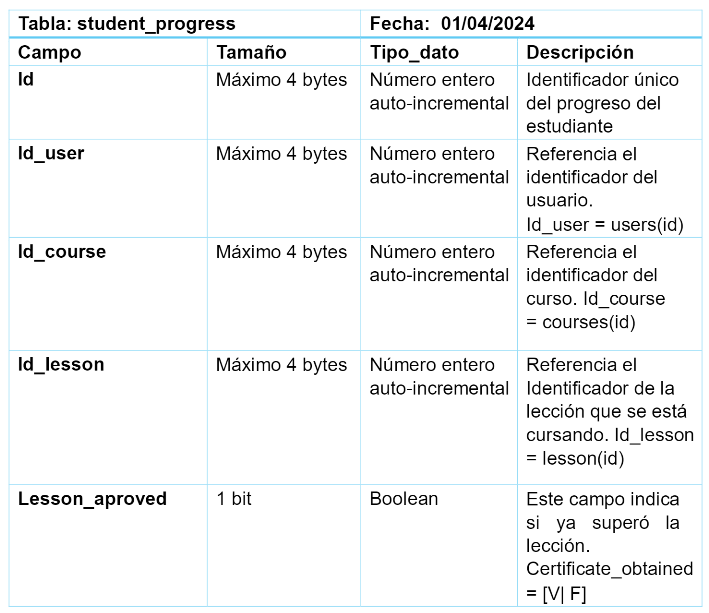 Tabla: student_progress Fecha: 01/04/2024
Campo Tamaño Tipo_dato Descripción
Id Máximo 4 bytes Número entero Identificador único
auto-incremental del progreso del
estudiante
Id_user Máximo 4 bytes Número entero Referencia el
auto-incremental identificador del
usuario.
Id_user = users(id)
Id_course Máximo 4 bytes Número entero Referencia el
auto-incremental identificador del
curso. Id_course
= courses(id)
Id_lesson Máximo 4 bytes Número entero Referencia el
auto-incremental Identificador de la
lección que se está
cursando. Id_lesson
= lesson(id)
Lesson_aproved 1 bit Boolean Este campo indica
si ya superó la
lección.
Certificate_obtained
= [V| F]